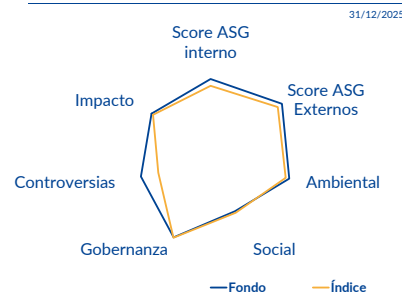 31/12/2025
Score ASG
interno
Score ASG
Externos
Impacto
Controversias
Ambiental
Gobernanza
Social
Fondo
Índice